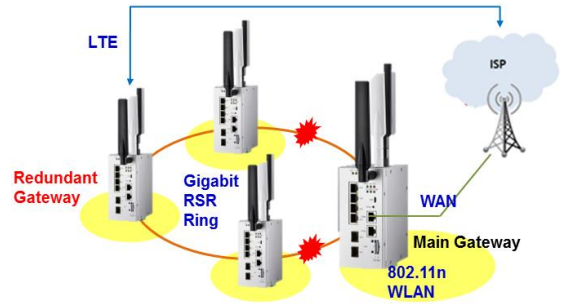 LTE
ISP
Redundant
Gateway
Gigabit
RSR
Ring
WAN
Main Gateway
802.11n
WLAN